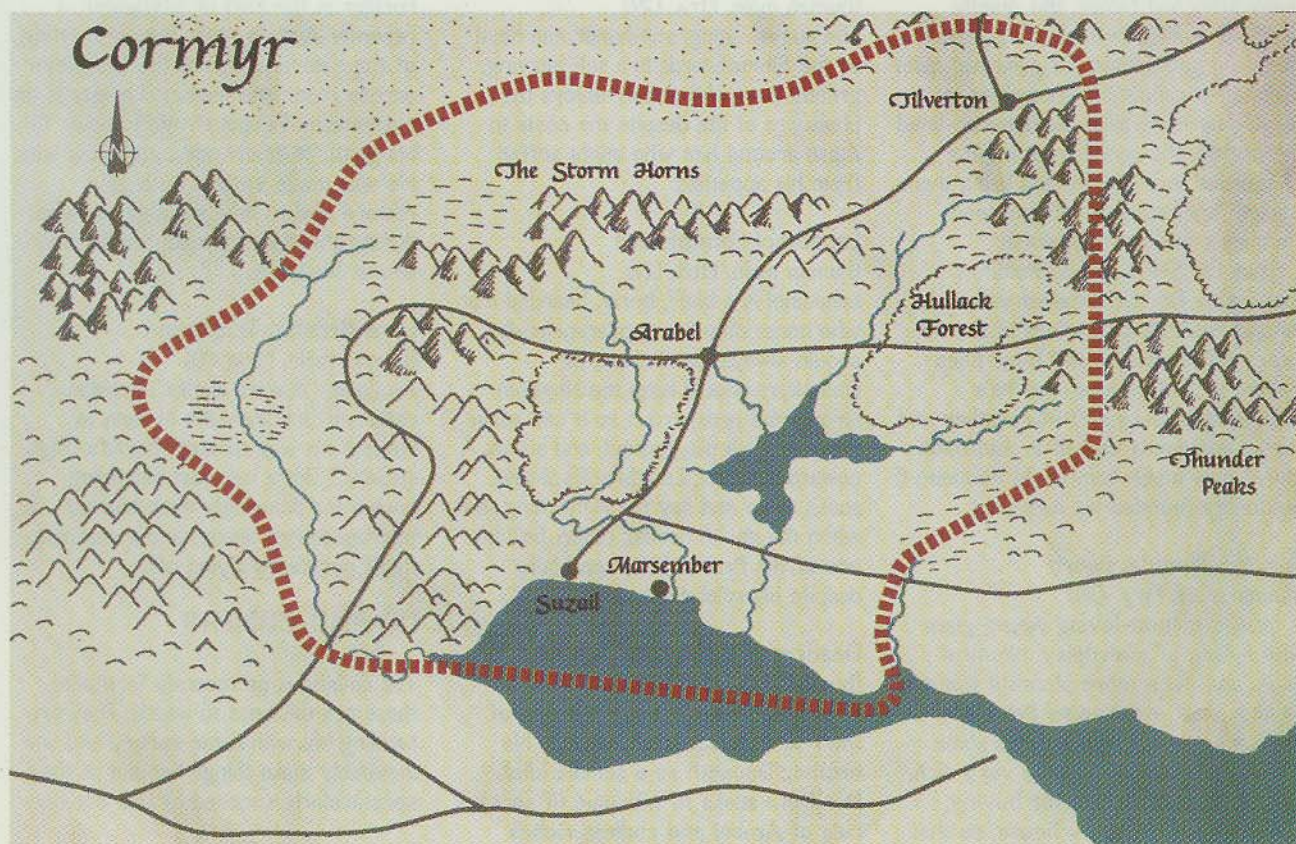 Cormyr
N
Tilverton
The Storm Horns
Hullack
Forest
Arabel
Thunder
Peaks
Marsember
Suzail